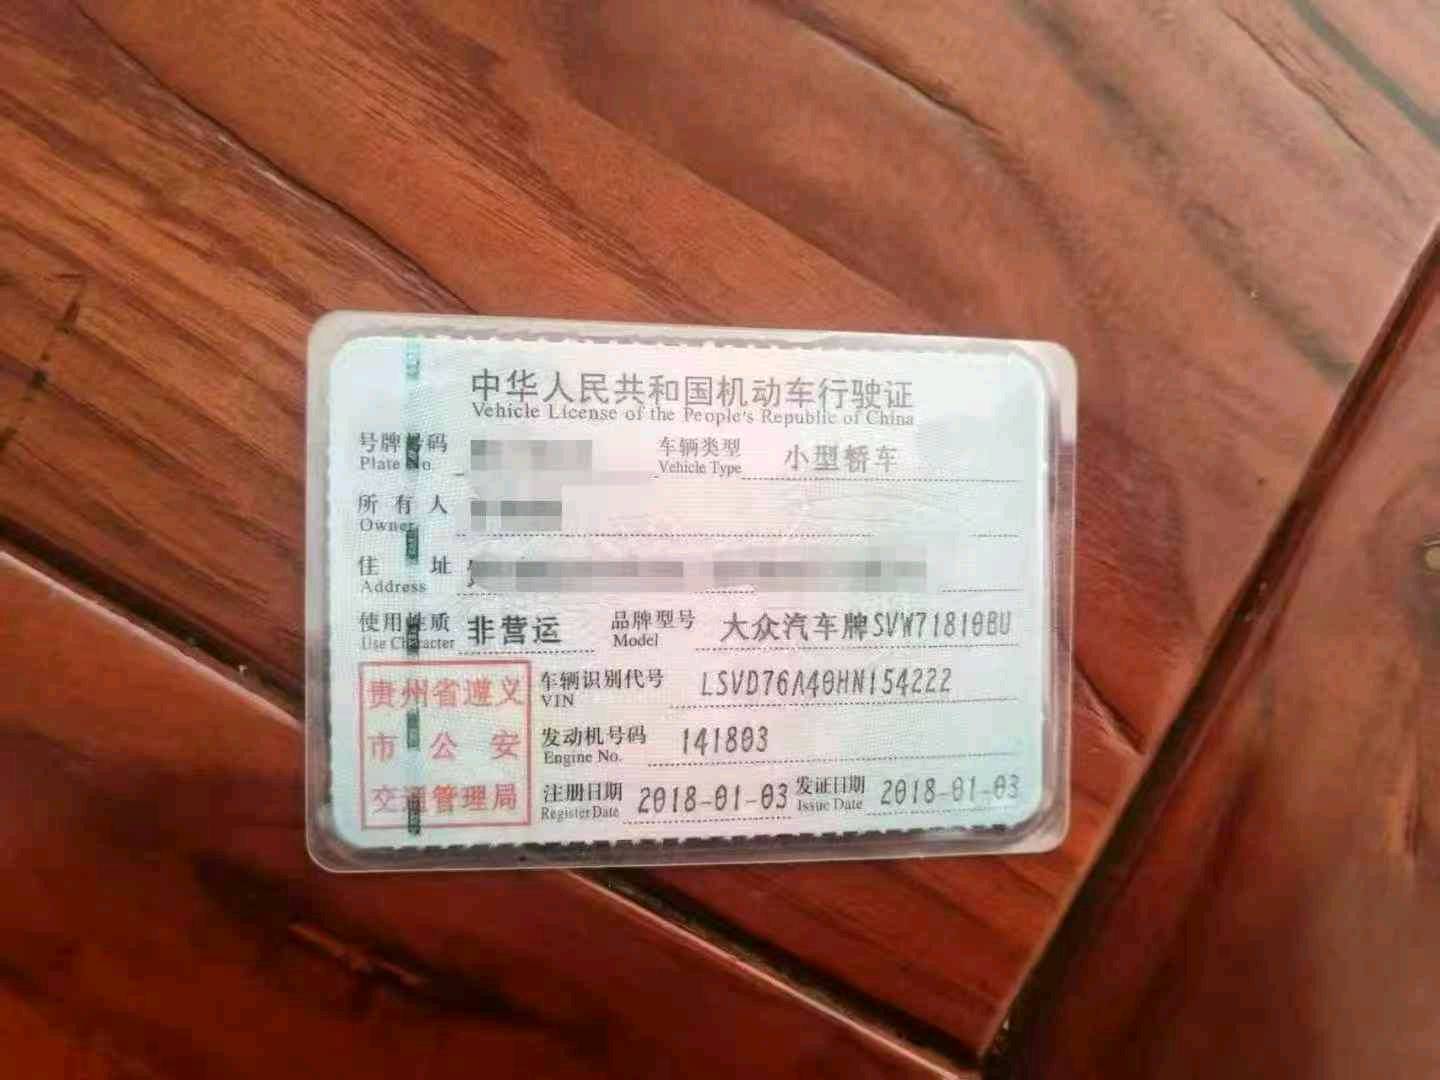 中华人民共和国机动车行驶证
Vehicle License of the People's Republic of China
号牌号码 车辆类型 小型轿车
Plate No. Vehicle Type
所有人
Owner
住址
Address
使用性质 非营运 品牌型号 大众汽车牌SVW71810BU
Use Character Model
贵州省遵义
市公安
交通管理局
车辆识别代号 LSVD76A40HN154222
VIN
发动机号码 141803
Engine No.
注册日期 2018-01-03 发证日期 2018-01-03
Register Date Issue Date